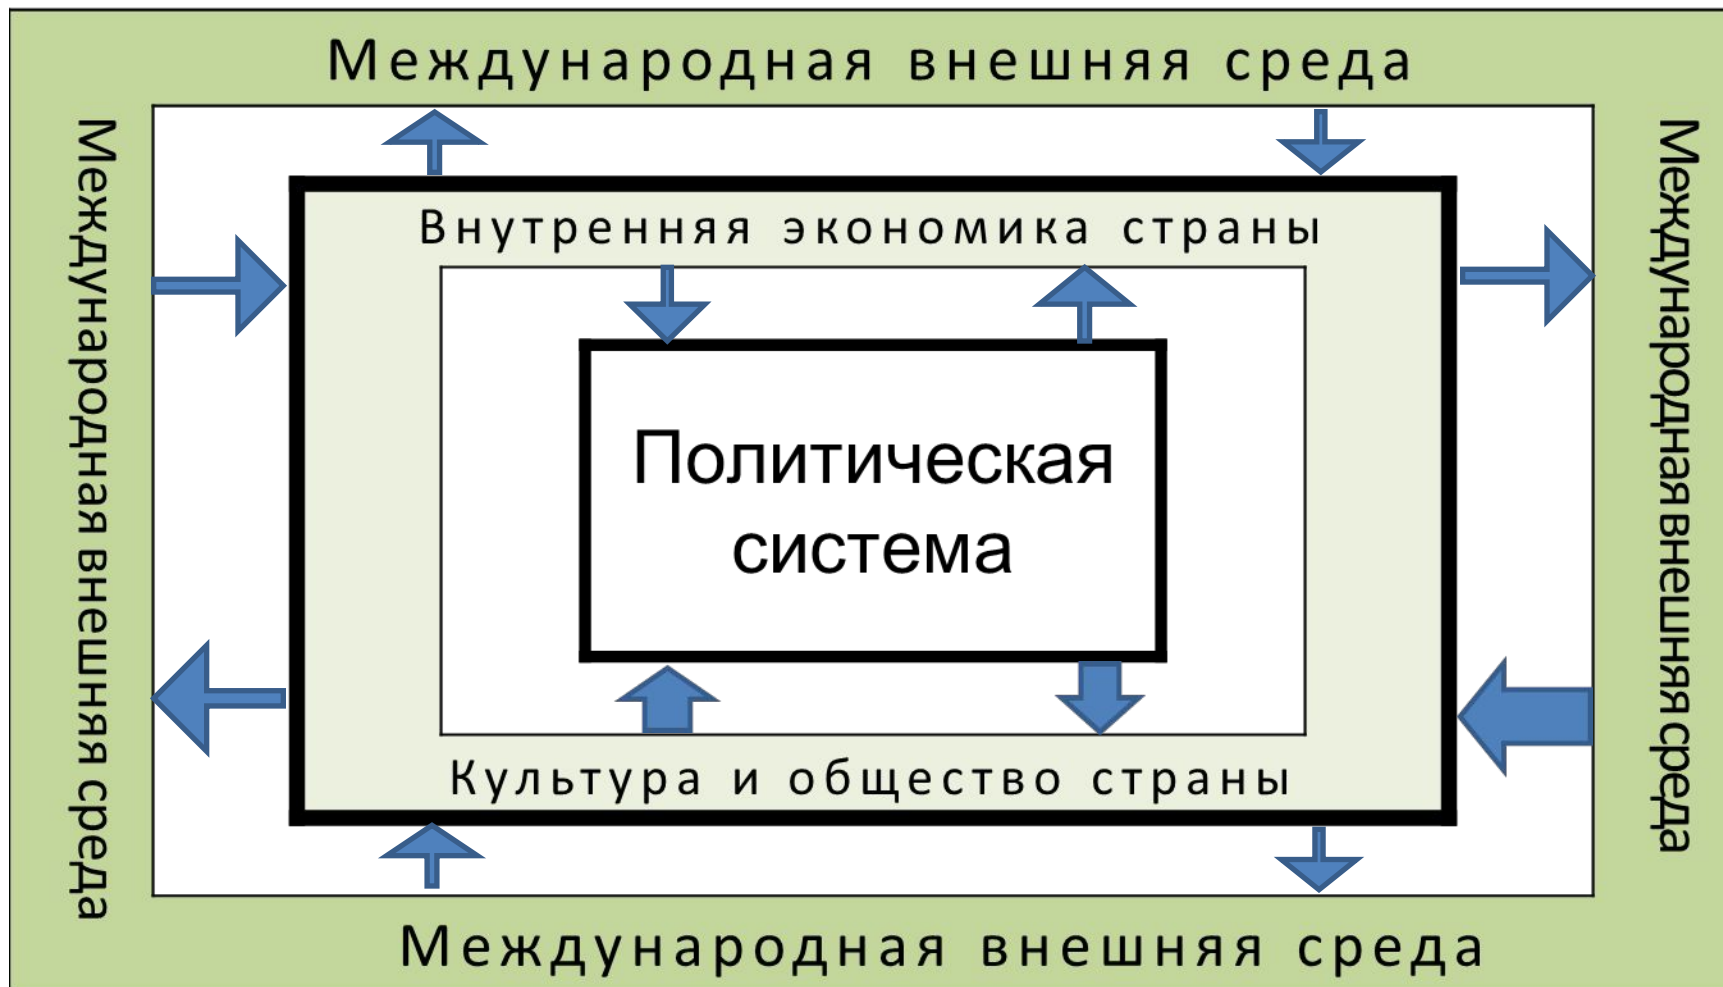 Международная внешняя среда
Международная внешняя среда
Международная внешняя среда
Внутренняя экономика страны
Политическая
система
Культура и общество страны
Международная внешняя среда